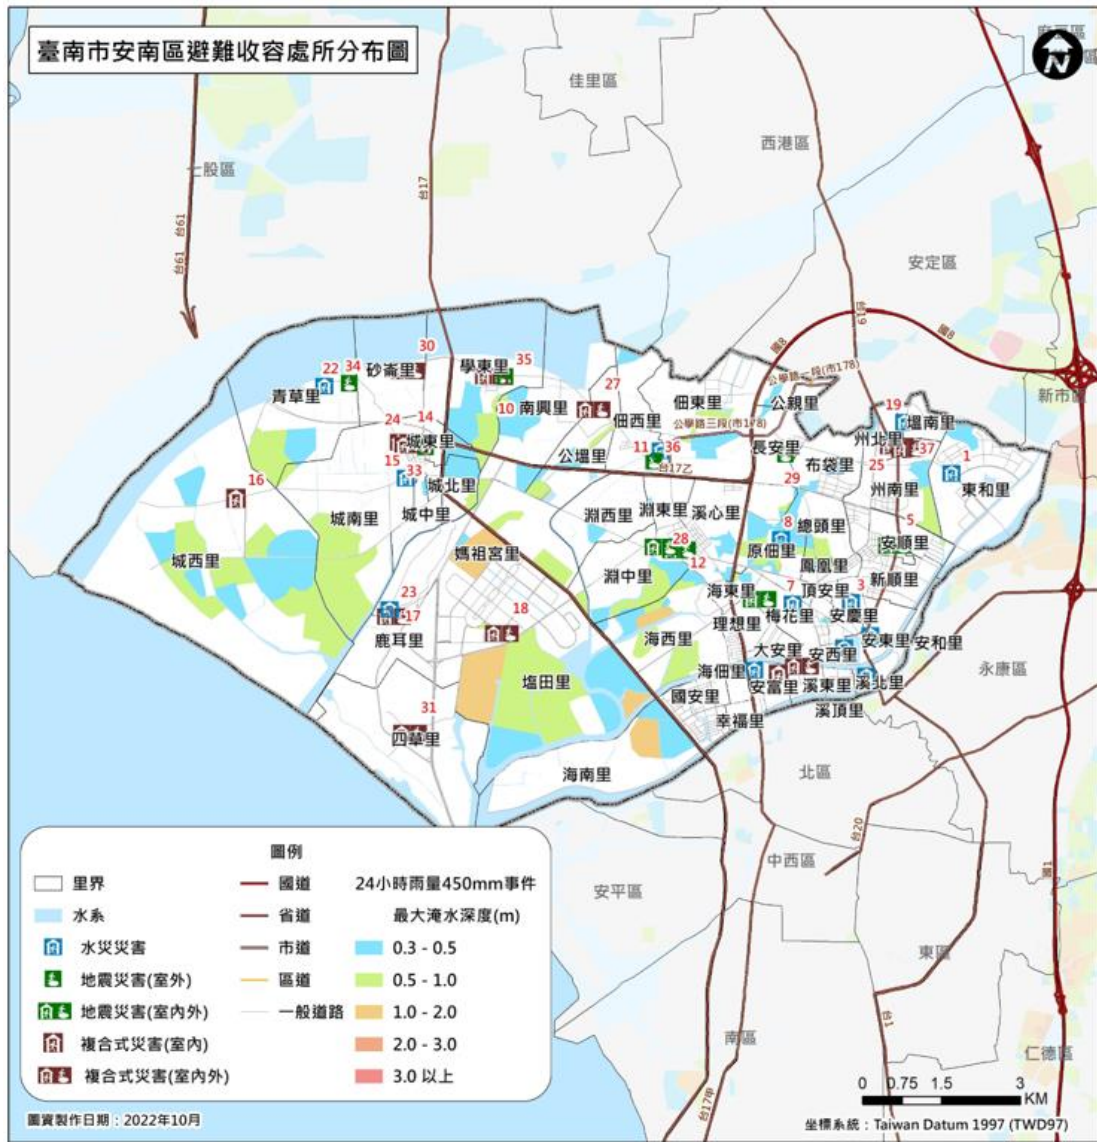 臺南市安南區避難收容處所分布圖
N
佳里區
西港區
七股區
安定區
新市區
永康區
北區
中西區
安平區
東區
南區
仁德區
台61
台61
台17
台19
國8
國8
公學路一段(市178)
公學路三段(市178)
台17乙
台20
國1
台1
台17甲
30
砂崙里
學東里
35
22
34
青草里
27
10
南興里
佃西里
佃東里
公親里
19
塭南里
24
14
城東里
11
36
長安里
州北里
37
1
公塭里
布袋里
25
15
33
城北里
29
州南里
東和里
16
城中里
淵西里
淵東里
溪心里
8
總頭里
5
城南里
城西里
媽祖宮里
28
原佃里
安順里
12
鳳凰里
淵中里
新順里
23
17
18
海東里
7
頂安里
3
梅花里
安慶里
鹿耳里
理想里
海西里
大安里
安西里
安東里
安和里
海佃里
塩田里
安富里
溪東里
溪北里
國安里
31
四草里
幸福里
溪頂里
海南里
圖例
里界
國道
24小時雨量450mm事件
水系
省道
最大淹水深度(m)
水災災害
市道
0.3 - 0.5
地震災害(室外)
區道
0.5 - 1.0
地震災害(室內外)
一般道路
1.0 - 2.0
複合式災害(室內)
2.0 - 3.0
複合式災害(室內外)
3.0 以上
0 0.75 1.5 3
KM
圖資製作日期：2022年10月
坐標系統：Taiwan Datum 1997 (TWD97)